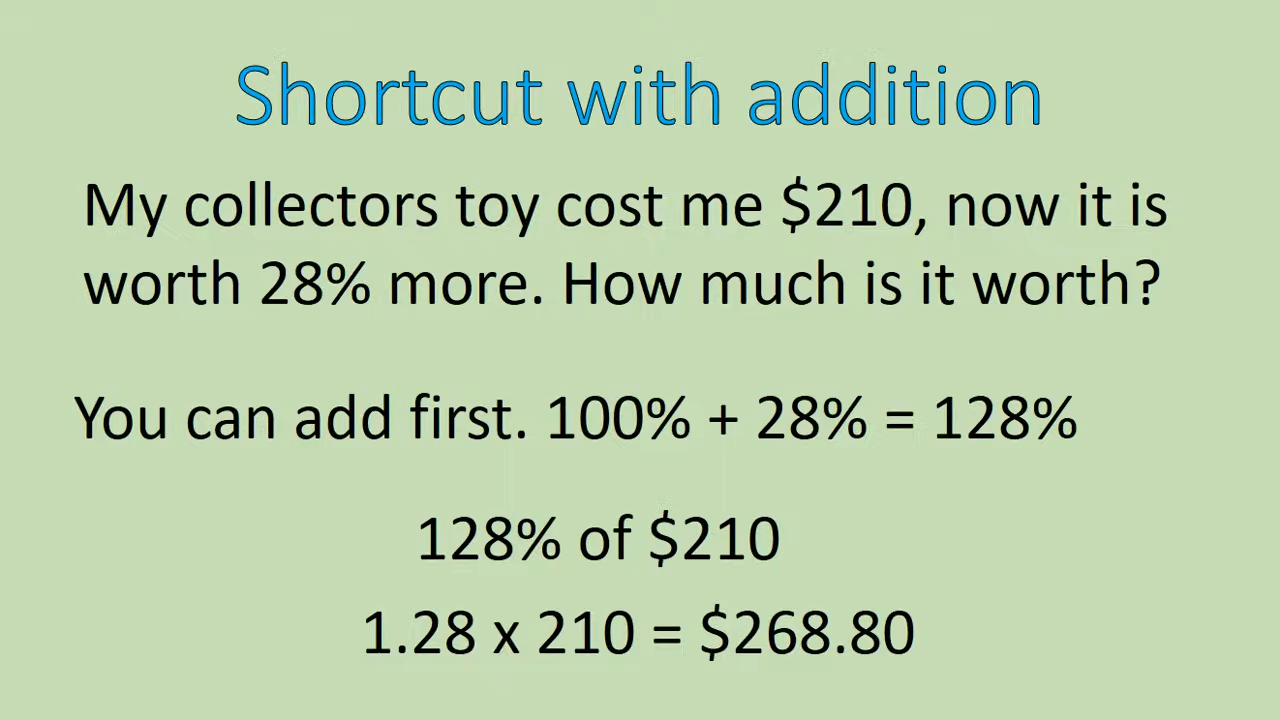 Shortcut with addition
My collectors toy cost me $210, now it is
worth 28% more. How much is it worth?
You can add first. 100% + 28% = 128%
128% of $210
1.28 x 210 = $268.80